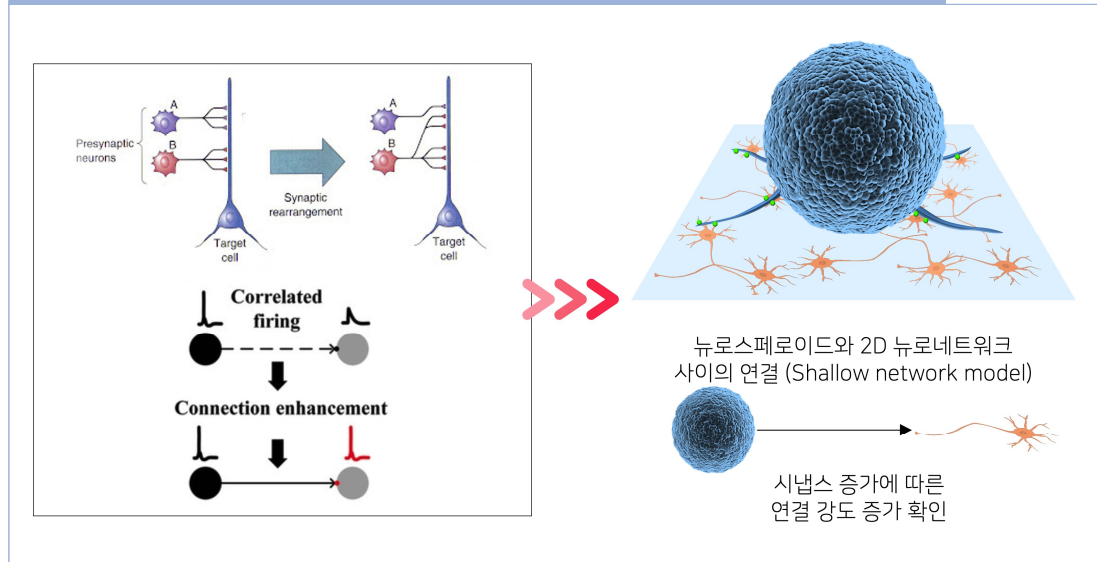 A
B
Presynaptic
neurons
Synaptic
rearrangement
Target
cell
A
B
Target
cell
Correlated
firing
Connection enhancement
뉴로스페로이드와 2D 뉴로네트워크
사이의 연결 (Shallow network model)
시냅스 증가에 따른
연결 강도 증가 확인